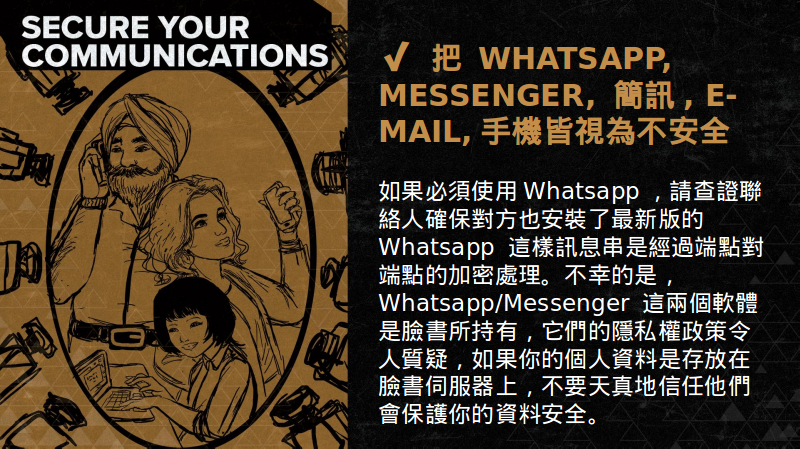 SECURE YOUR
COMMUNICATIONS
✓ 把 WHATSAPP,
MESSENGER, 簡訊 , E-
MAIL, 手機皆視為不安全
如果必須使用 Whatsapp ，請查證聯
絡人確保對方也安裝了最新版的
Whatsapp 這樣訊息串是經過端點對
端點的加密處理。不幸的是，
Whatsapp/Messenger 這兩個軟體
是臉書所持有，它們的隱私權政策令
人質疑，如果你的個人資料是存放在
臉書伺服器上，不要天真地信任他們
會保護你的資料安全。